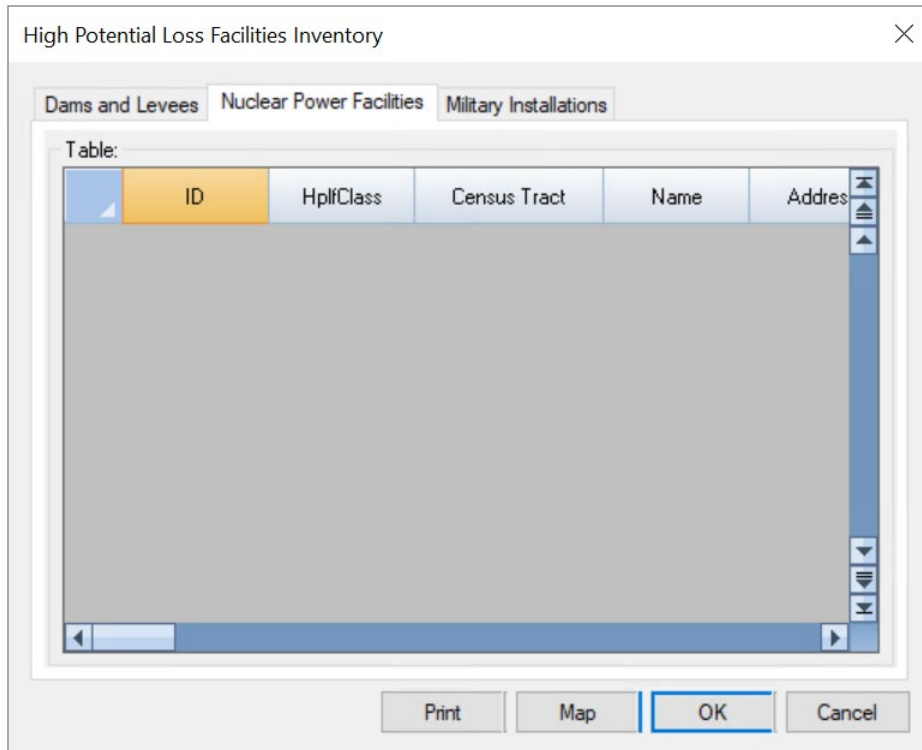 High Potential Loss Facilities Inventory
Dams and Levees Nuclear Power Facilities Military Installations
Table:
ID HplfClass Census Tract Name Addres
Print Map OK Cancel